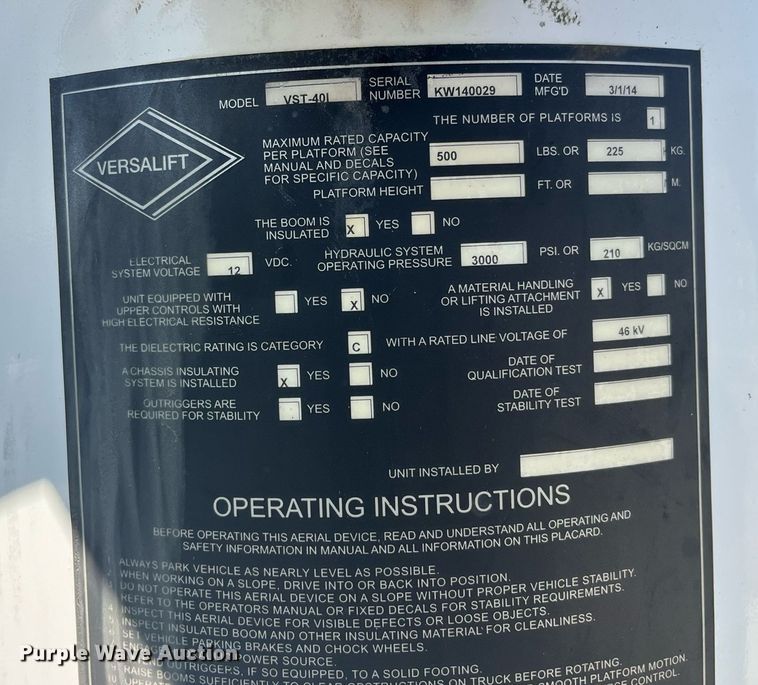 MODEL VST-40I SERIAL NUMBER KW140029 DATE MFG'D 3/1/14
THE NUMBER OF PLATFORMS IS 1
VERSALIFT
MAXIMUM RATED CAPACITY
PER PLATFORM (SEE
MANUAL AND DECALS
FOR SPECIFIC CAPACITY) 500 LBS. OR 225 KG.
PLATFORM HEIGHT FT. OR M.
THE BOOM IS
INSULATED X YES NO
ELECTRICAL
SYSTEM VOLTAGE 12 VDC.
HYDRAULIC SYSTEM
OPERATING PRESSURE 3000 PSI. OR 210 KG/SQCM
UNIT EQUIPPED WITH
UPPER CONTROLS WITH
HIGH ELECTRICAL RESISTANCE YES X NO
A MATERIAL HANDLING
OR LIFTING ATTACHMENT
IS INSTALLED X YES NO
THE DIELECTRIC RATING IS CATEGORY C WITH A RATED LINE VOLTAGE OF 46 kV
A CHASSIS INSULATING
SYSTEM IS INSTALLED X YES NO
DATE OF
QUALIFICATION TEST
OUTRIGGERS ARE
REQUIRED FOR STABILITY YES NO
DATE OF
STABILITY TEST
UNIT INSTALLED BY
OPERATING INSTRUCTIONS
BEFORE OPERATING THIS AERIAL DEVICE, READ AND UNDERSTAND ALL OPERATING AND
SAFETY INFORMATION IN MANUAL AND ALL INFORMATION ON THIS PLACARD.
ALWAYS PARK VEHICLE AS NEARLY LEVEL AS POSSIBLE.
WHEN WORKING ON A SLOPE, DRIVE INTO OR BACK INTO POSITION.
DO NOT OPERATE THIS AERIAL DEVICE ON A SLOPE WITHOUT PROPER VEHICLE STABILITY.
REFER TO THE OPERATORS MANUAL OR FIXED DECALS FOR STABILITY REQUIREMENTS.
INSPECT THIS AERIAL DEVICE FOR VISIBLE DEFECTS OR LOOSE OBJECTS.
INSPECT INSULATED BOOM AND OTHER INSULATING MATERIAL FOR CLEANLINESS.
SET VEHICLE PARKING BRAKES AND CHOCK WHEELS.
POWER SOURCE.
OUTRIGGERS, IF SO EQUIPPED, TO A SOLID FOOTING.
RAISE BOOMS SUFFICIENTLY TO CLEAR OBSTRUCTIONS ON TRUCK BEFORE ROTATING.
SMOOTH PLATFORM MOTION.
CONTROL.
Purple Wave Auction